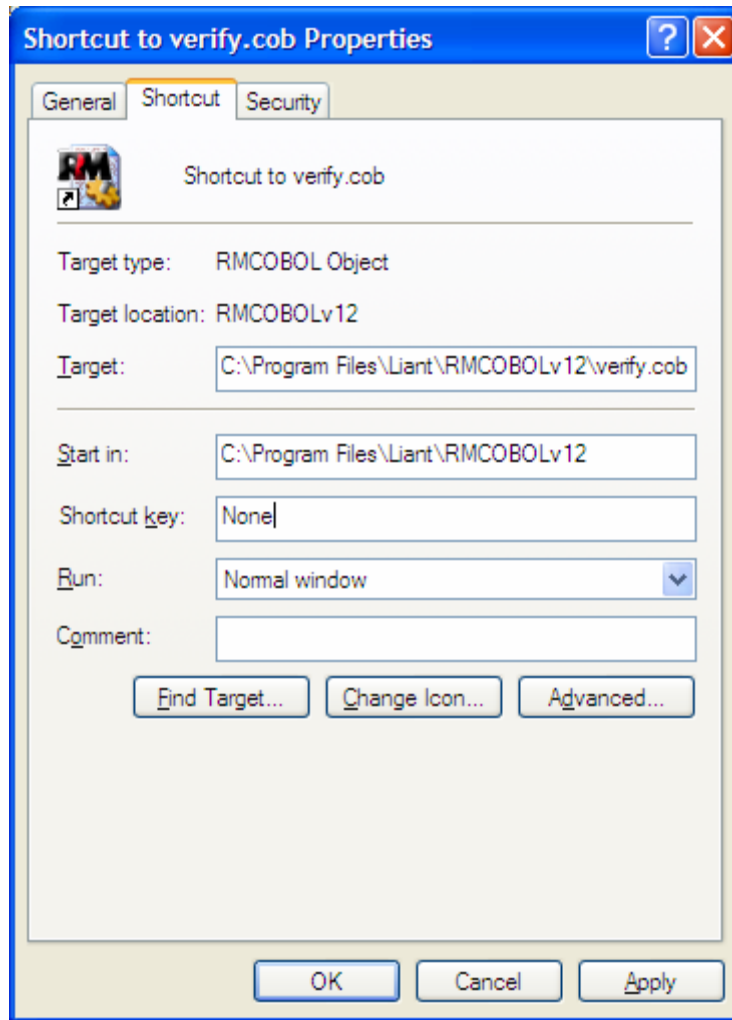 Shortcut to verify.cob Properties
General Shortcut Security
RM
Shortcut to verify.cob
Target type: RMCOBOL Object
Target location: RMCOBOLv12
Target: C:\Program Files\Liant\RMCOBOLv12\verify.cob
Start in: C:\Program Files\Liant\RMCOBOLv12
Shortcut key: None
Run: Normal window
Comment:
Find Target... Change Icon... Advanced...
OK Cancel Apply